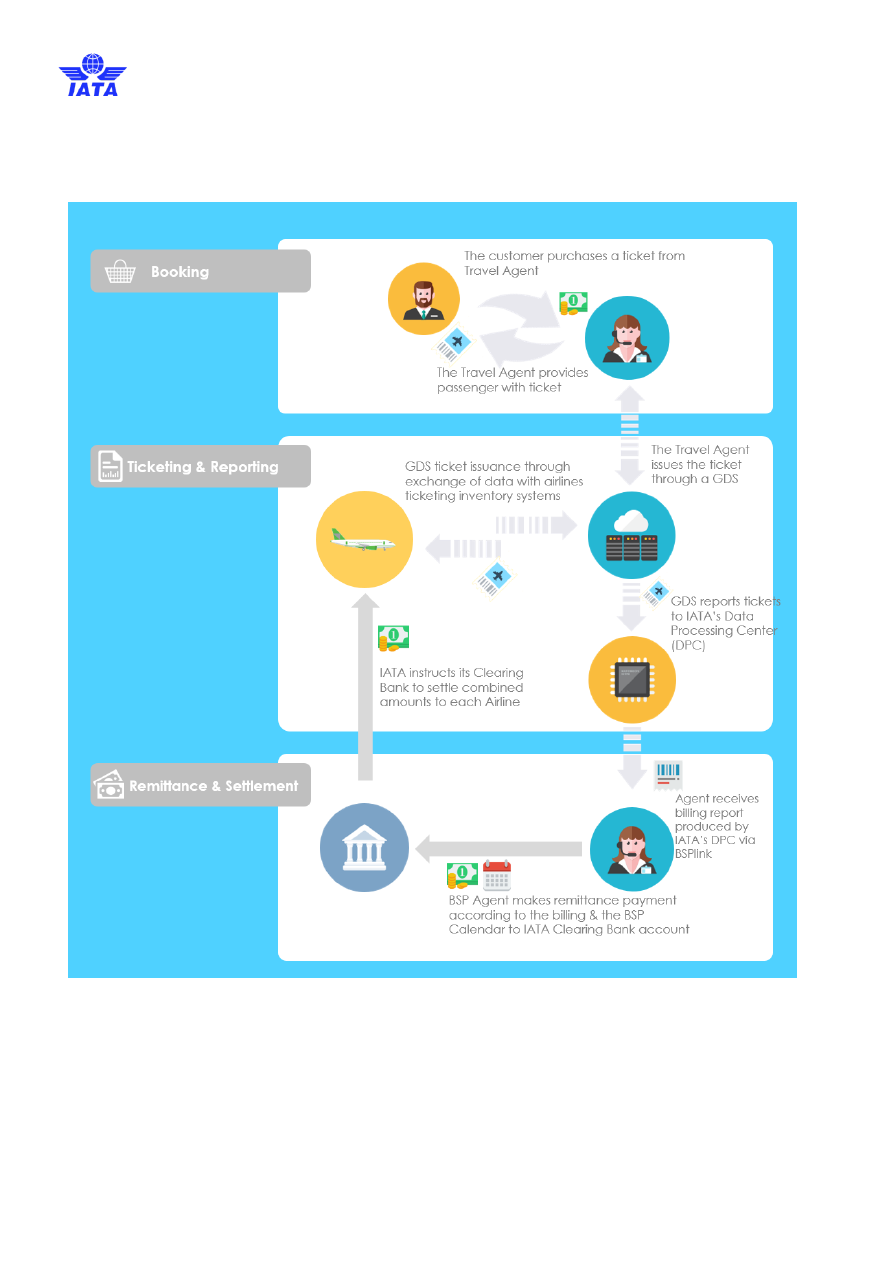 IATA
Booking
The customer purchases a ticket from
Travel Agent
The Travel Agent provides
passenger with ticket
Ticketing & Reporting
The Travel Agent
issues the ticket
through a GDS
GDS ticket issuance through
exchange of data with airlines
ticketing inventory systems
GDS reports tickets
to IATA's Data
Processing Center
(DPC)
IATA instructs its Clearing
Bank to settle combined
amounts to each Airline
Remittance & Settlement
Agent receives
billing report
produced by
IATA's DPC via
BSPlink
BSP Agent makes remittance payment
according to the billing & the BSP
Calendar to IATA Clearing Bank account